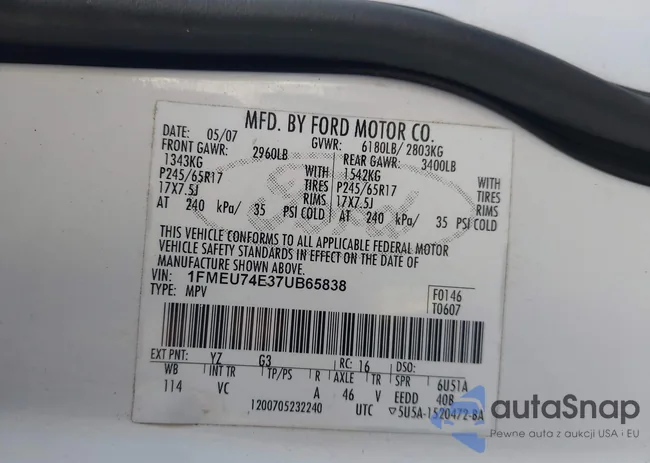 MFD. BY FORD MOTOR CO.
DATE: 05/07 GVWR: 6180LB/ 2803KG
FRONT GAWR: 2960LB REAR GAWR: 3400LB
1343KG WITH 1542KG WITH
P245/65R17 TIRES P245/65R17 TIRES
17X7.5J RIMS 17X7.5J RIMS
AT 240 kPa/ 35 PSI COLD AT 240 kPa/ 35 PSI COLD
Ford
THIS VEHICLE CONFORMS TO ALL APPLICABLE FEDERAL MOTOR
VEHICLE SAFETY STANDARDS IN EFFECT ON THE DATE OF
MANUFACTURE SHOWN ABOVE.
VIN: 1FMEU74E37UB65838
TYPE: MPV
F0146
T0607
EXT PNT: YZ G3 RC: 16 DSO:
WB INT TR TP/PS R AXLE TR SPR 6U51A
114 VC A 46 V EEDD 40B
1200705232240 UTC ▽5U5A-1520472-BA
autoSnap
Pewne auto z aukcji USA i EU